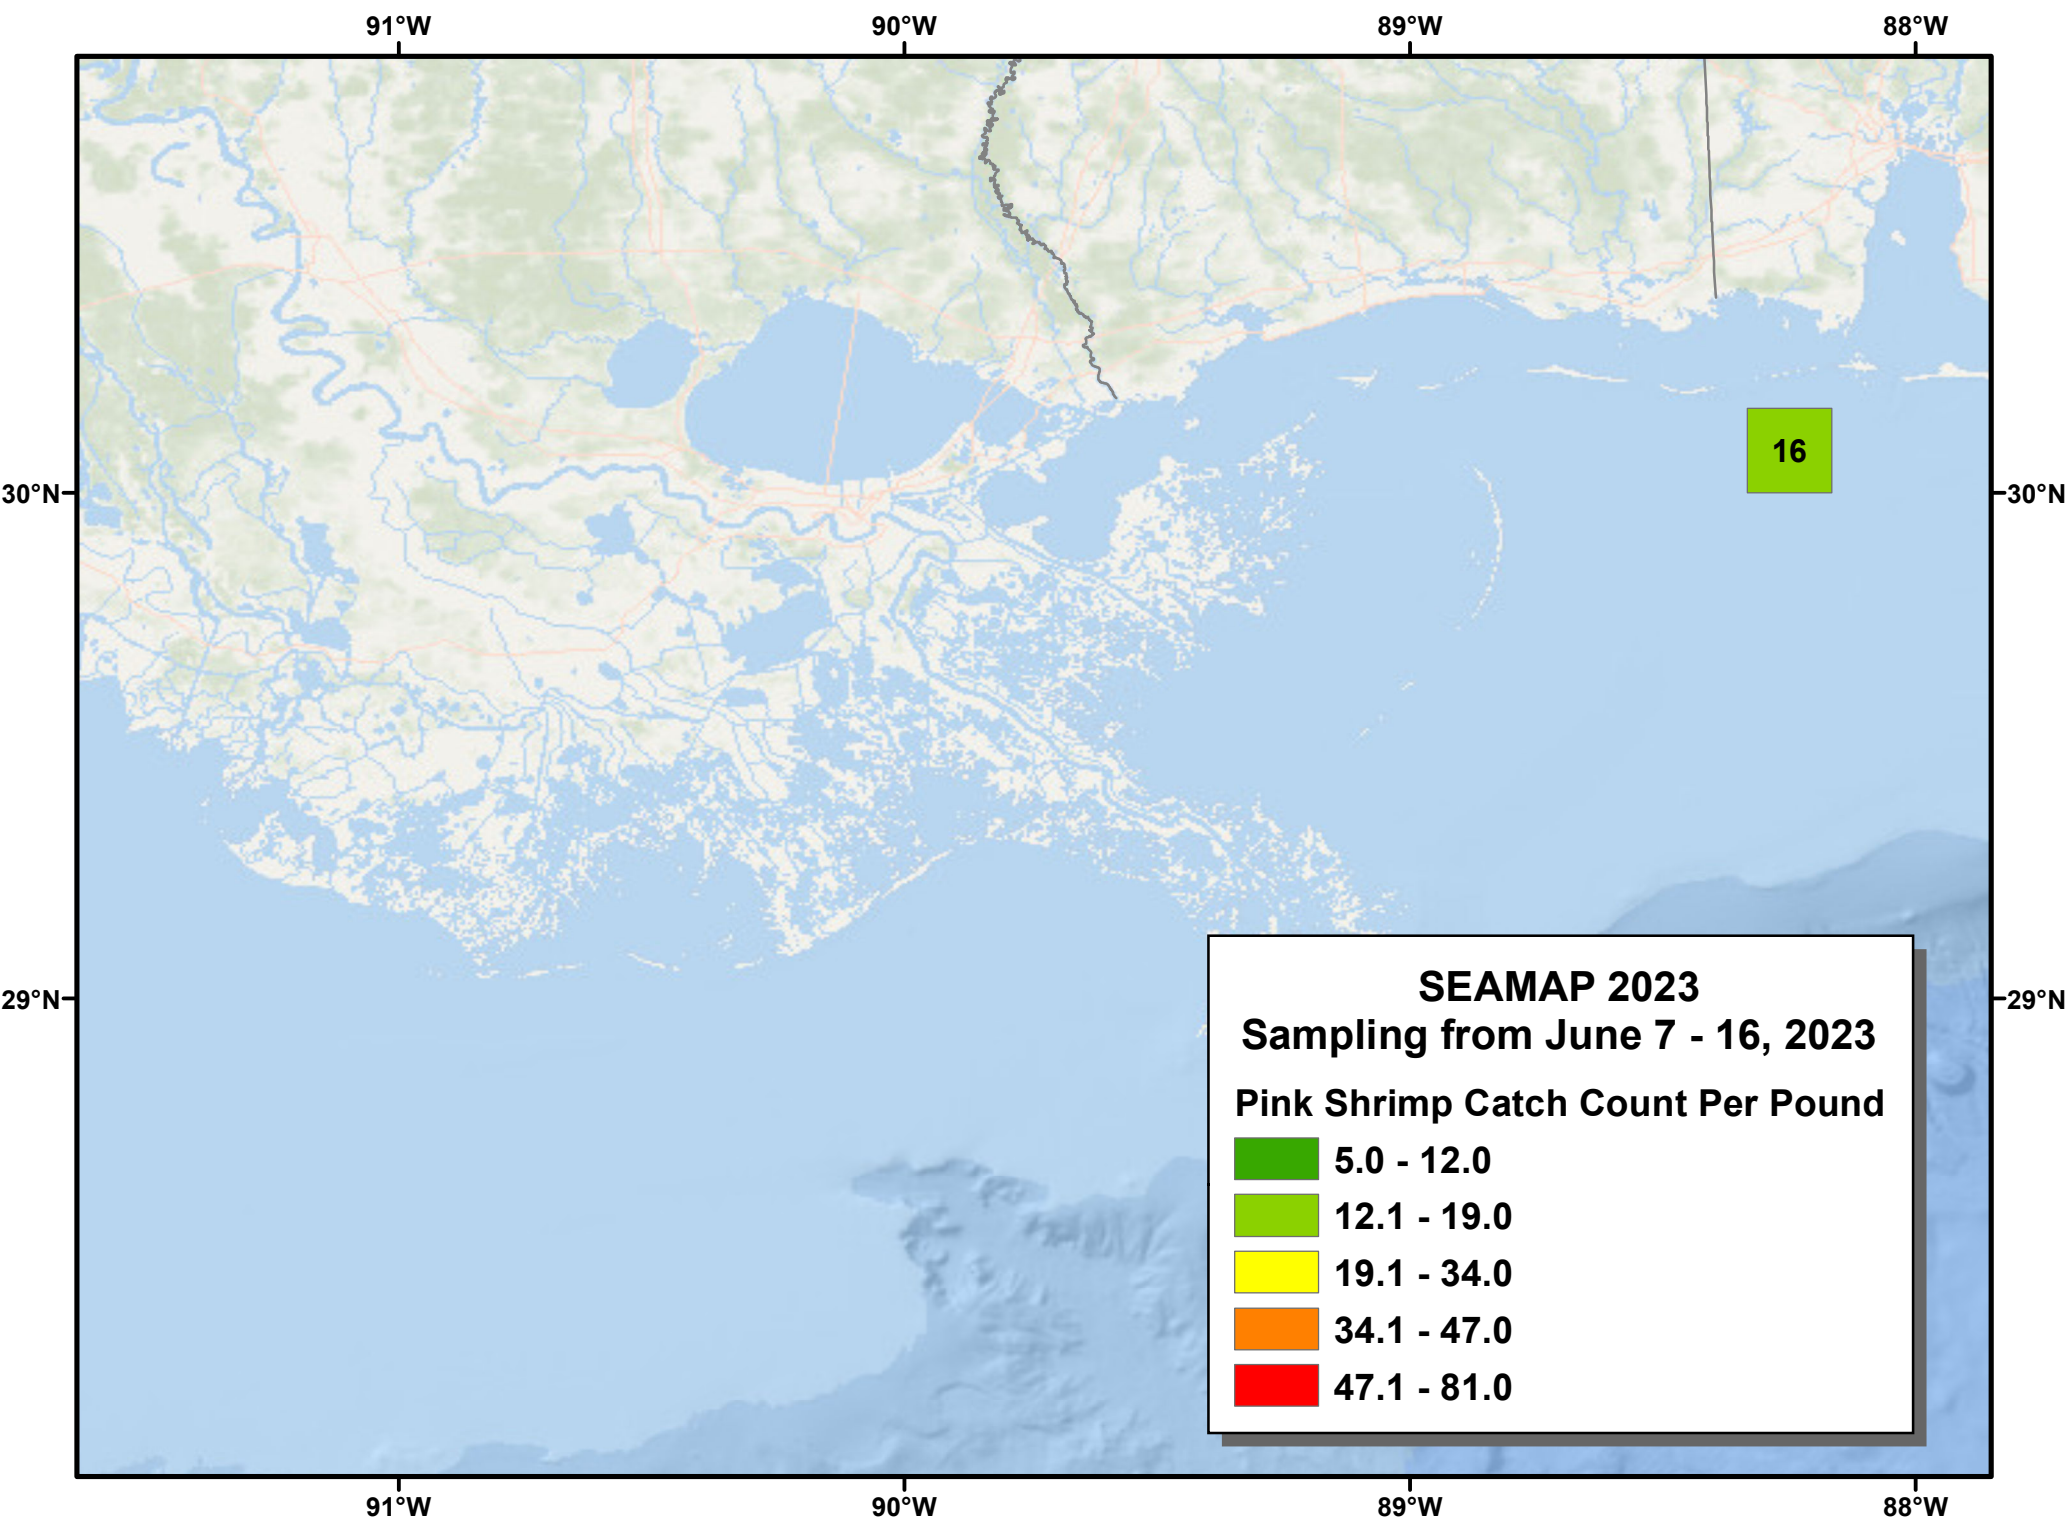 91°W 90°W 89°W 88°W
16
30°N 30°N
29°N 29°N
SEAMAP 2023
Sampling from June 7 - 16, 2023
Pink Shrimp Catch Count Per Pound
5.0 - 12.0
12.1 - 19.0
19.1 - 34.0
34.1 - 47.0
47.1 - 81.0
91°W 90°W 89°W 88°W